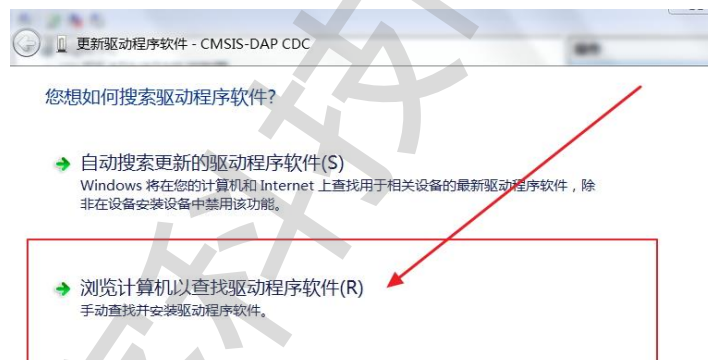 更新驱动程序软件 - CMSIS-DAP CDC
您想如何搜索驱动程序软件?
自动搜索更新的驱动程序软件(S)
Windows 将在您的计算机和 Internet 上查找用于相关设备的最新驱动程序软件，除
非在设备安装设备中禁用该功能。
浏览计算机以查找驱动程序软件(R)
手动查找并安装驱动程序软件。